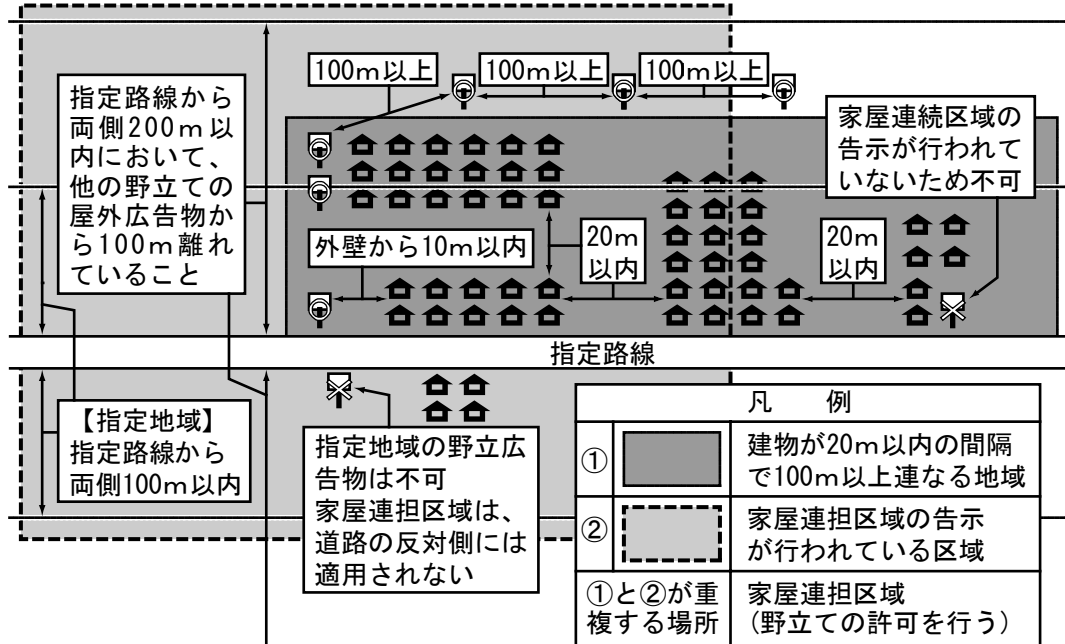 100m以上
100m以上
100m以上
指定路線から
両側200m以
内において、
他の野立ての
屋外広告物か
ら100m離れ
ていること
家屋連続区域の
告示が行われて
いないため不可
外壁から10m以内
20m
以内
20m
以内
指定路線
【指定地域】
指定路線から
両側100m以内
指定地域の野立広
告物は不可
家屋連担区域は、
道路の反対側には
適用されない
凡　例
①
建物が20m以内の間隔
で100m以上連なる地域
②
家屋連担区域の告示
が行われている区域
①と②が重
複する場所
家屋連担区域
(野立ての許可を行う)